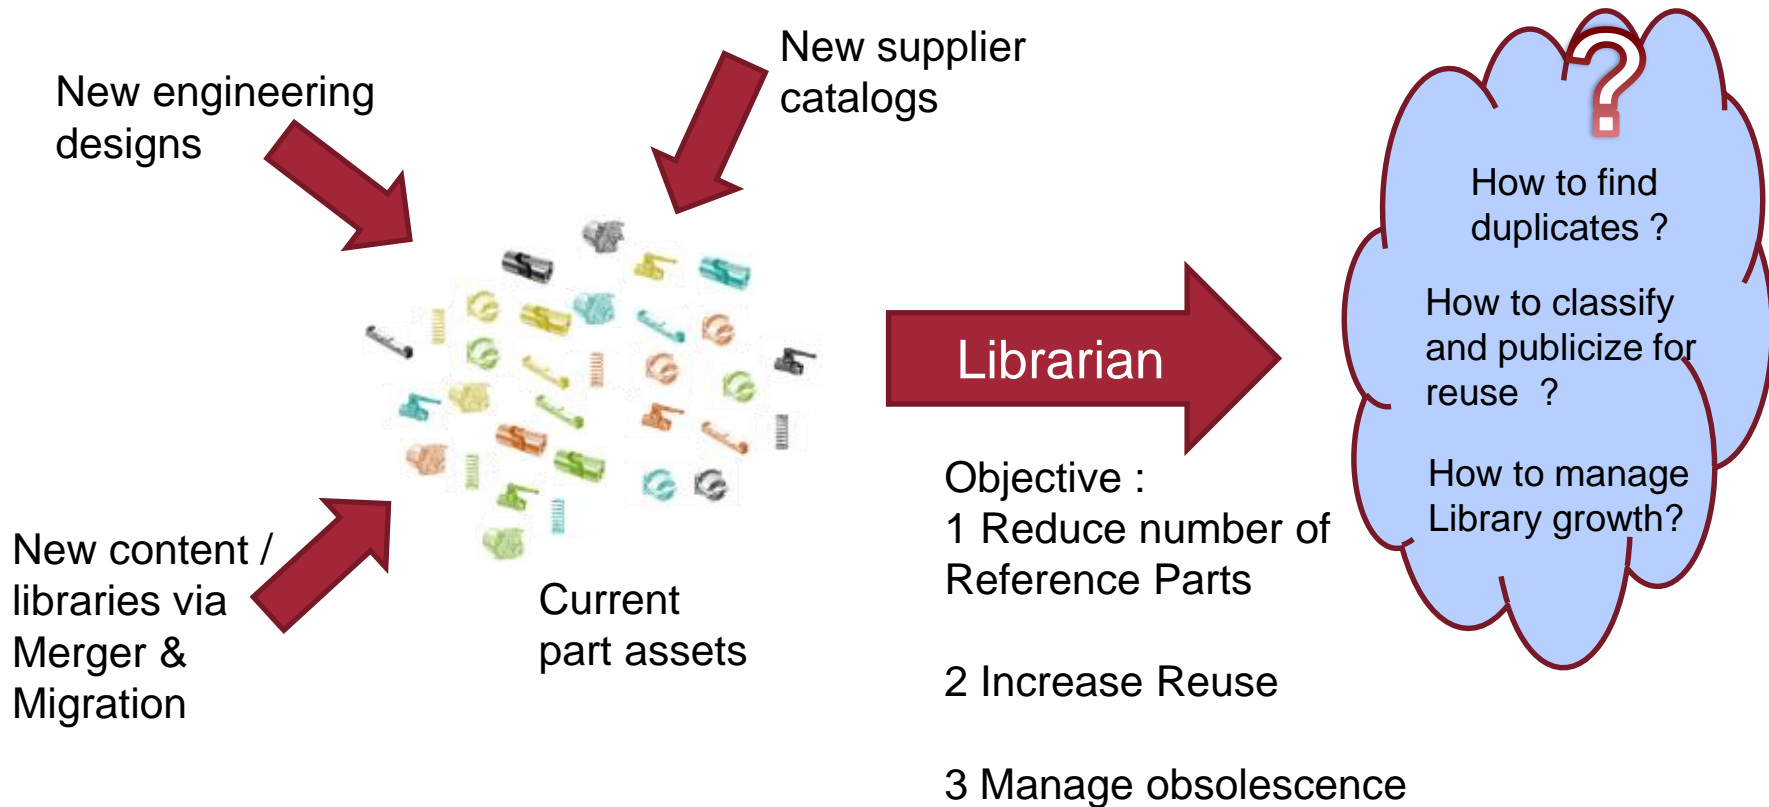 New engineering
designs
New supplier
catalogs
New content /
libraries via
Merger &
Migration
Current
part assets
Librarian
Objective :
1 Reduce number of
Reference Parts
2 Increase Reuse
3 Manage obsolescence
?
How to find
duplicates ?
How to classify
and publicize for
reuse  ?
How to manage
Library growth?